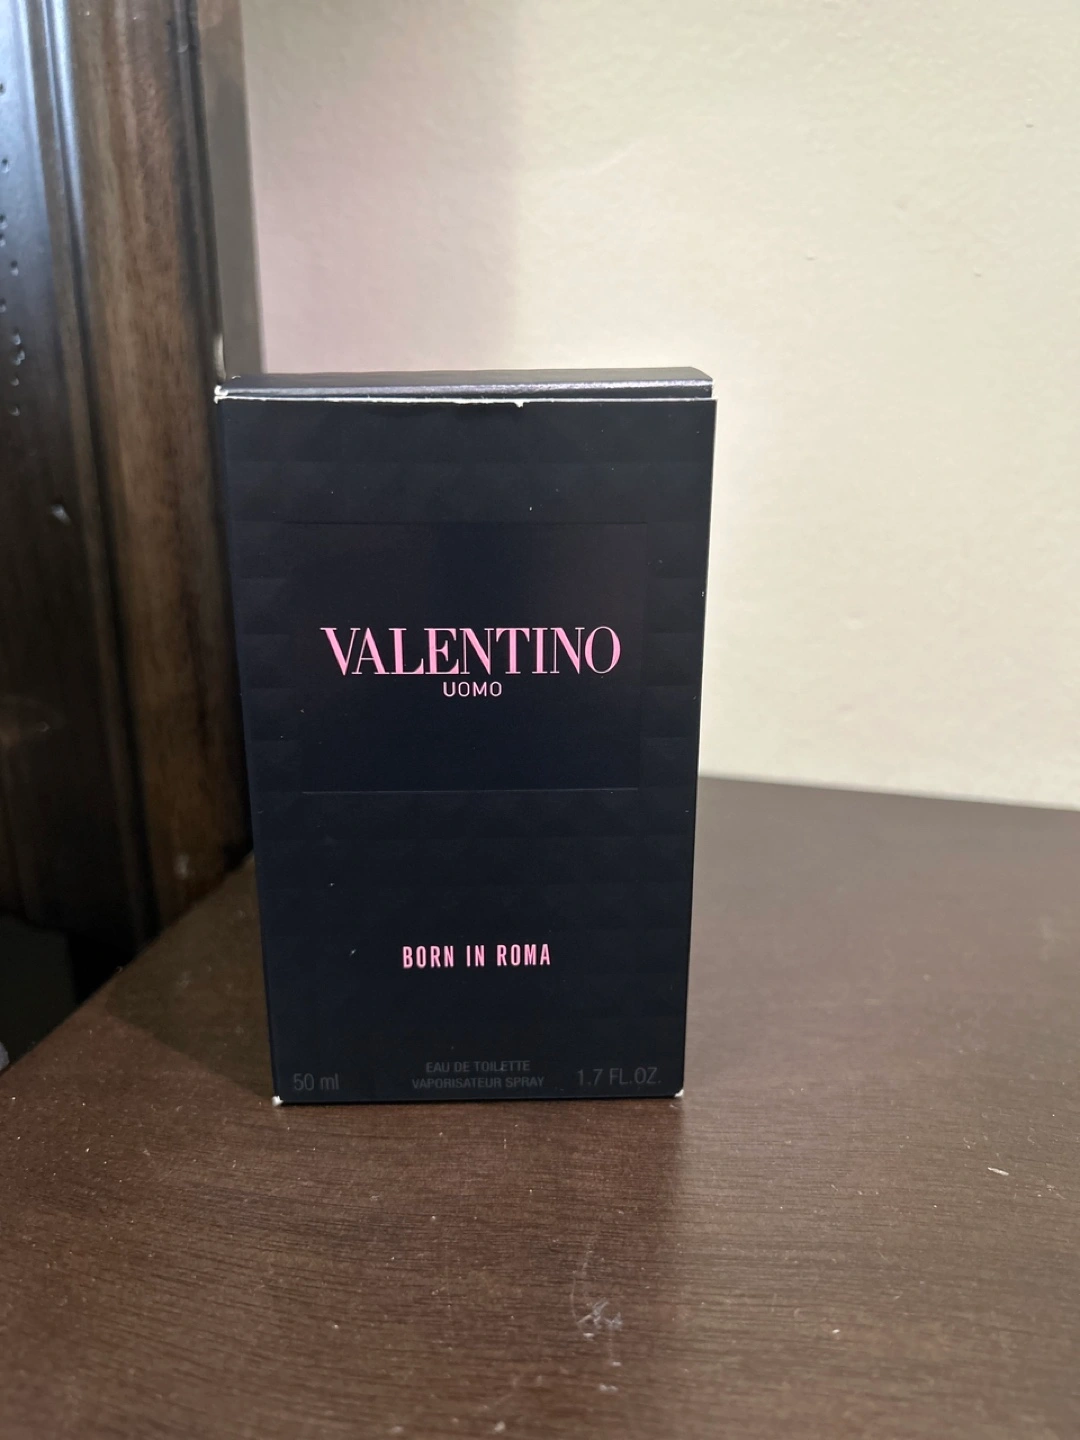 VALENTINO
UOMO
BORN IN ROMA
EAU DE TOILETTE
50 ml VAPORISATEUR SPRAY 1.7 FL.OZ.